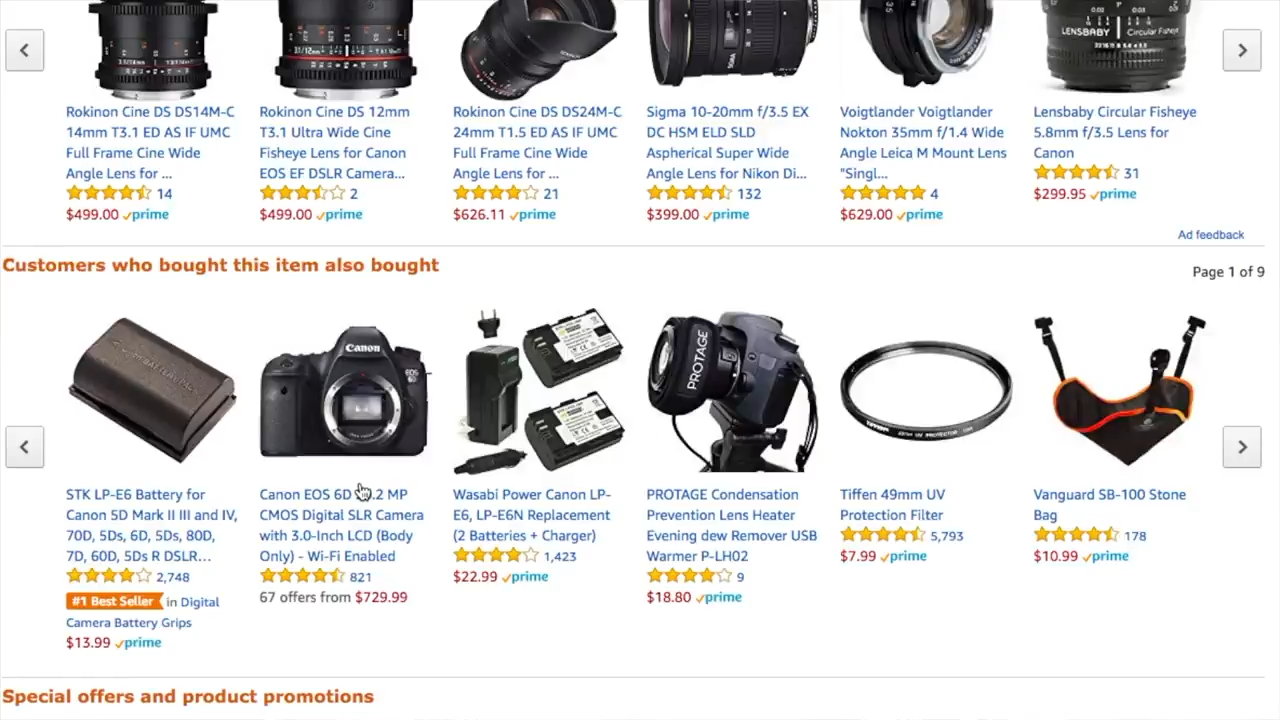 LENSBABY Circular Fisheye
Rokinon Cine DS DS14M-C
14mm T3.1 ED AS IF UMC
Full Frame Cine Wide
Angle Lens for ...
14
$499.00 prime
Rokinon Cine DS 12mm
T3.1 Ultra Wide Cine
Fisheye Lens for Canon
EOS EF DSLR Camera...
2
$499.00 prime
Rokinon Cine DS DS24M-C
24mm T1.5 ED AS IF UMC
Full Frame Cine Wide
Angle Lens for ...
21
$626.11 prime
Sigma 10-20mm f/3.5 EX
DC HSM ELD SLD
Aspherical Super Wide
Angle Lens for Nikon Di...
132
$399.00 prime
Voigtlander Voigtlander
Nokton 35mm f/1.4 Wide
Angle Leica M Mount Lens
"Singl...
4
$629.00 prime
Lensbaby Circular Fisheye
5.8mm f/3.5 Lens for
Canon
31
$299.95 prime
Ad feedback
Customers who bought this item also bought
Page 1 of 9
Canon
PROTAGE
STK LP-E6 Battery for
Canon 5D Mark II III and IV,
70D, 5Ds, 6D, 5Ds, 80D,
7D, 60D, 5Ds R DSLR...
2,748
#1 Best Seller in Digital
Camera Battery Grips
$13.99 prime
Canon EOS 6D .2 MP
CMOS Digital SLR Camera
with 3.0-Inch LCD (Body
Only) - Wi-Fi Enabled
821
67 offers from $729.99
Wasabi Power Canon LP-
E6, LP-E6N Replacement
(2 Batteries + Charger)
1,423
$22.99 prime
PROTAGE Condensation
Prevention Lens Heater
Evening dew Remover USB
Warmer P-LH02
9
$18.80 prime
Tiffen 49mm UV
Protection Filter
5,793
$7.99 prime
Vanguard SB-100 Stone
Bag
178
$10.99 prime
Special offers and product promotions